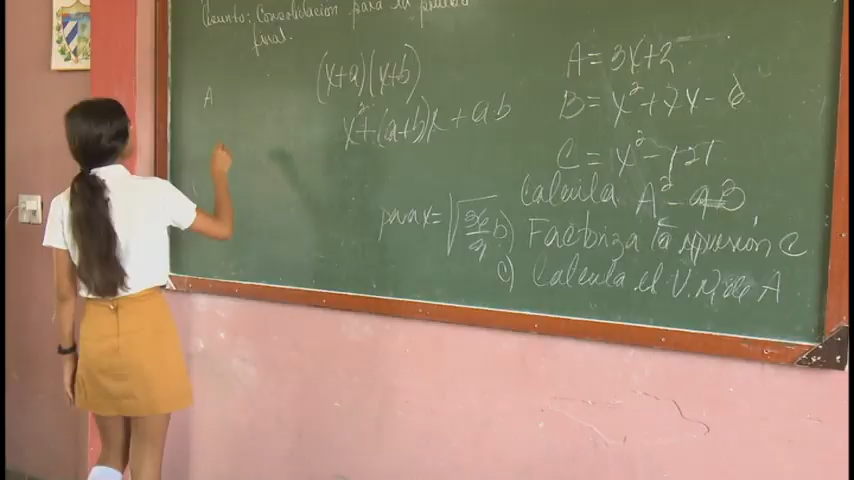 Asunto: Consolidación para la prueba
final.
A
(x+a)(x+b)
x²+(a+b)x+ab
A=3x+2
B=x²+7x-6
C=x²-
Calcula A²-
b) Factoriza la expresión C
c) Calcula el V.N de A
para x=